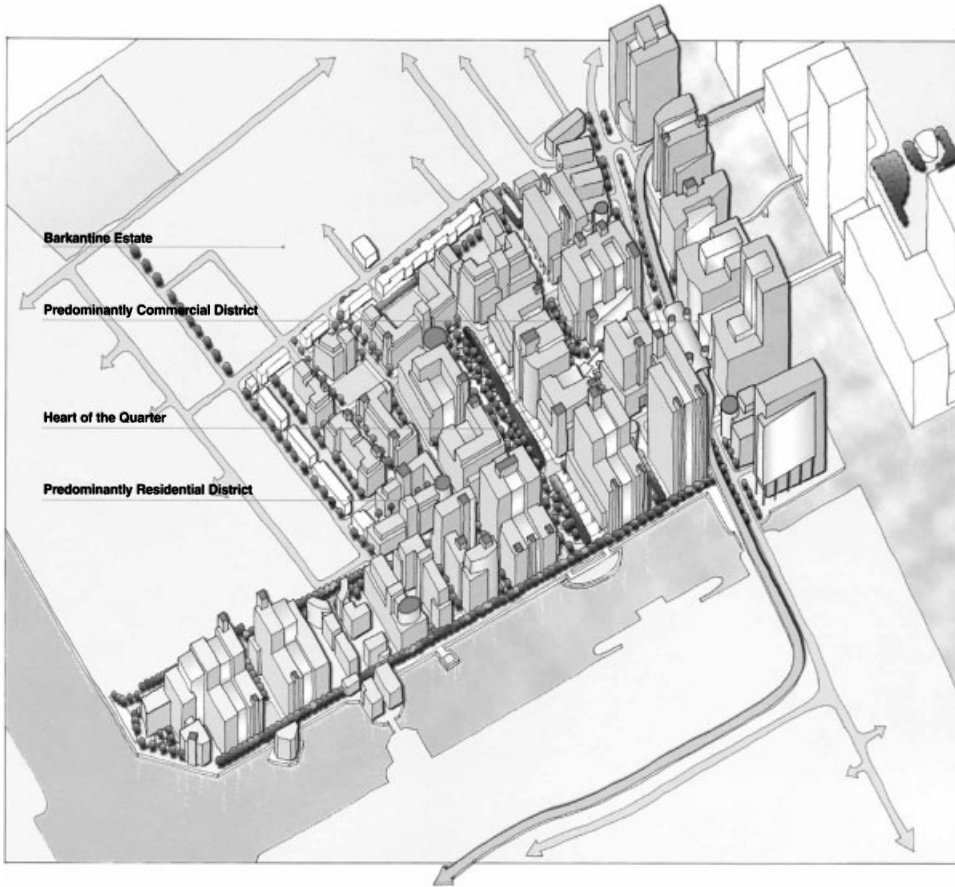 Barkantine Estate
Predominantly Commercial District
Heart of the Quarter
Predominantly Residential District